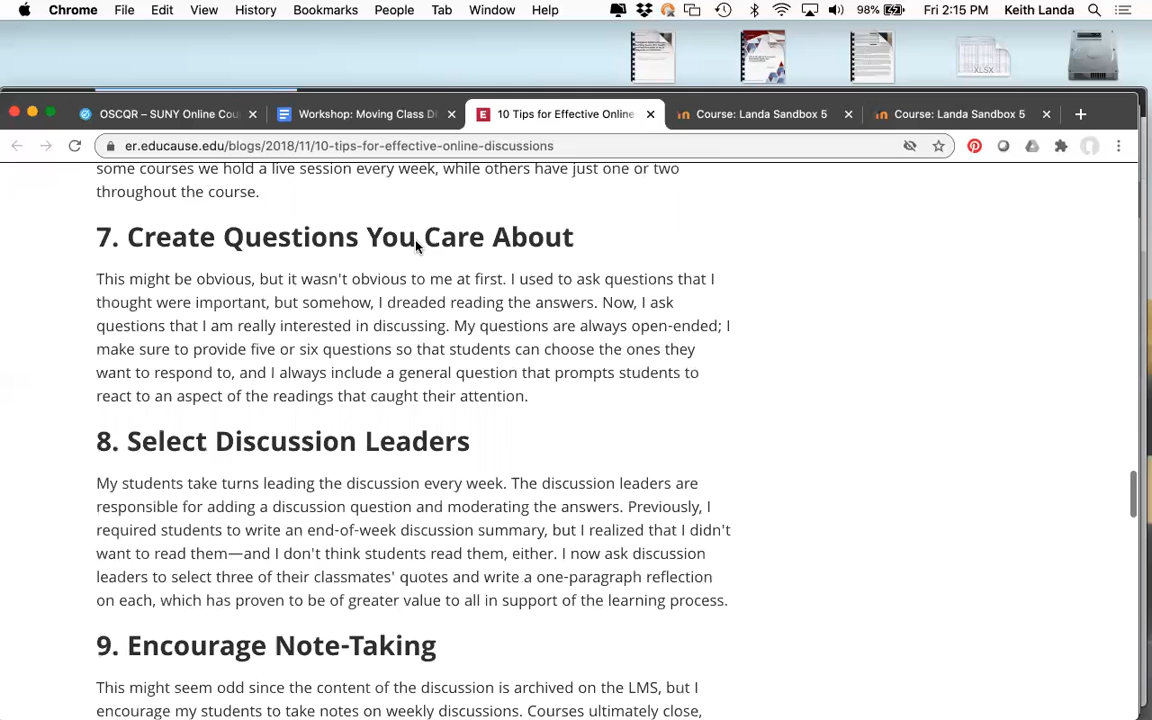 Chrome File Edit View History Bookmarks People Tab Window Help 98% Fri 2:15 PM Keith Landa
XLSX
OSCQR – SUNY Online Cou Workshop: Moving Class Di 10 Tips for Effective Online Course: Landa Sandbox 5 Course: Landa Sandbox 5
er.educause.edu/blogs/2018/11/10-tips-for-effective-online-discussions
some courses we hold a live session every week, while others have just one or two
throughout the course.
7. Create Questions You Care About
This might be obvious, but it wasn't obvious to me at first. I used to ask questions that I
thought were important, but somehow, I dreaded reading the answers. Now, I ask
questions that I am really interested in discussing. My questions are always open-ended; I
make sure to provide five or six questions so that students can choose the ones they
want to respond to, and I always include a general question that prompts students to
react to an aspect of the readings that caught their attention.
8. Select Discussion Leaders
My students take turns leading the discussion every week. The discussion leaders are
responsible for adding a discussion question and moderating the answers. Previously, I
required students to write an end-of-week discussion summary, but I realized that I didn't
want to read them—and I don't think students read them, either. I now ask discussion
leaders to select three of their classmates' quotes and write a one-paragraph reflection
on each, which has proven to be of greater value to all in support of the learning process.
9. Encourage Note-Taking
This might seem odd since the content of the discussion is archived on the LMS, but I
encourage my students to take notes on weekly discussions. Courses ultimately close,